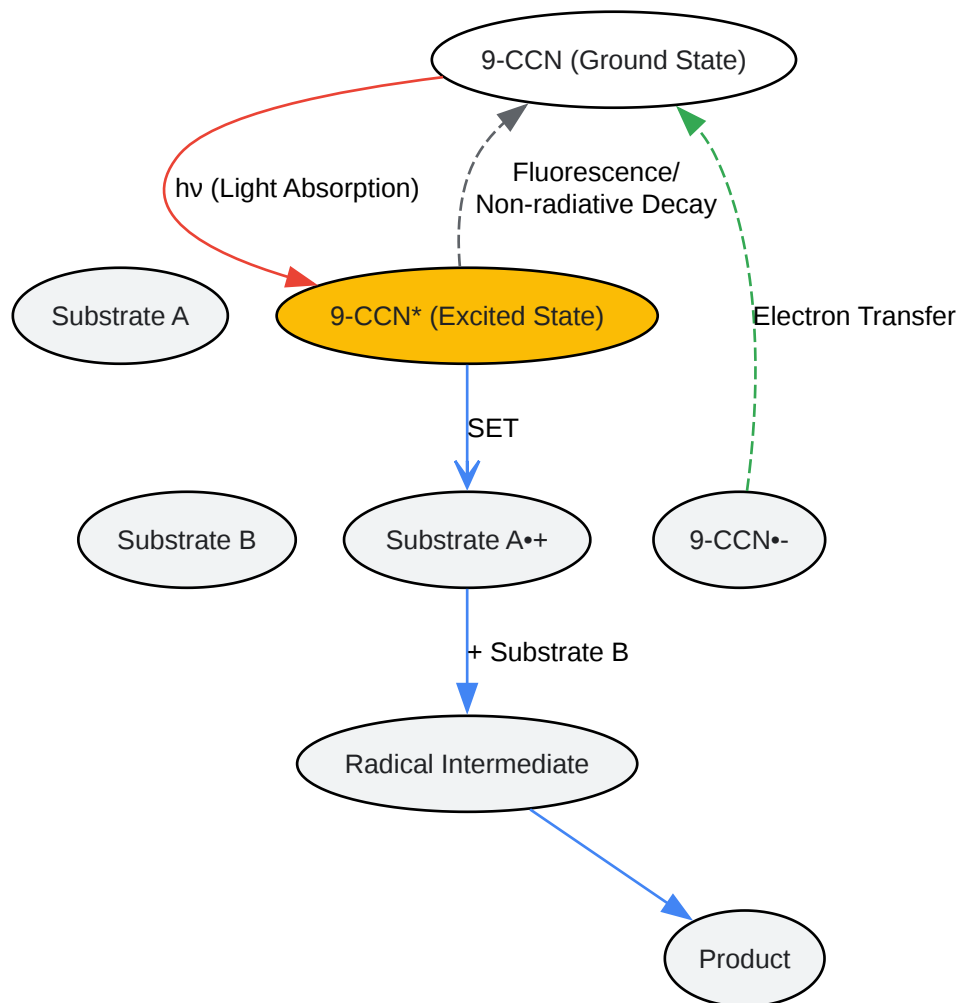 9-CCN (Ground State)
hν (Light Absorption)
Fluorescence/
Non-radiative Decay
Substrate A
9-CCN* (Excited State)
Electron Transfer
SET
Substrate B
Substrate A•+
9-CCN•-
+ Substrate B
Radical Intermediate
Product